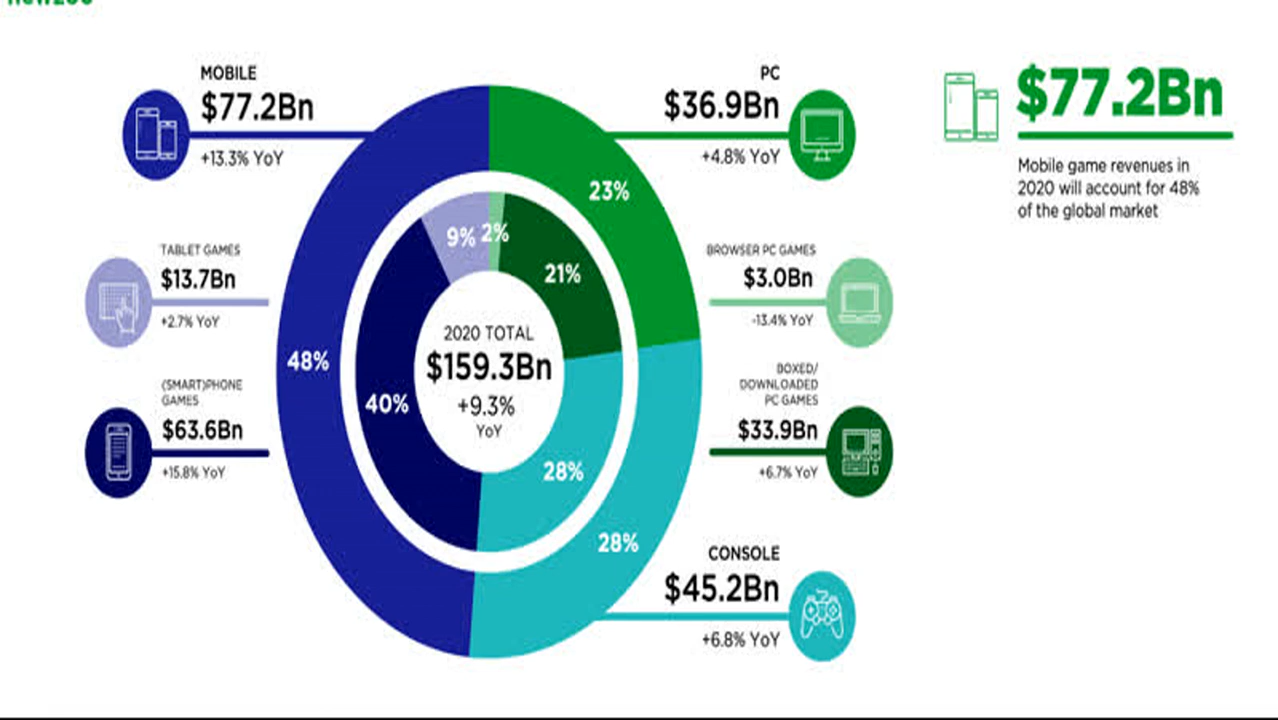 MOBILE
$77.2Bn
+13.3% YoY
TABLET GAMES
$13.7Bn
+2.7% YoY
(SMART)PHONE
GAMES
$63.6Bn
+15.8% YoY
48%
23%
28%
9%
2%
21%
40%
28%
2020 TOTAL
$159.3Bn
+9.3%
YoY
PC
$36.9Bn
+4.8% YoY
BROWSER PC GAMES
$3.0Bn
-13.4% YoY
BOXED/
DOWNLOADED
PC GAMES
$33.9Bn
+6.7% YoY
CONSOLE
$45.2Bn
+6.8% YoY
$77.2Bn
Mobile game revenues in
2020 will account for 48%
of the global market